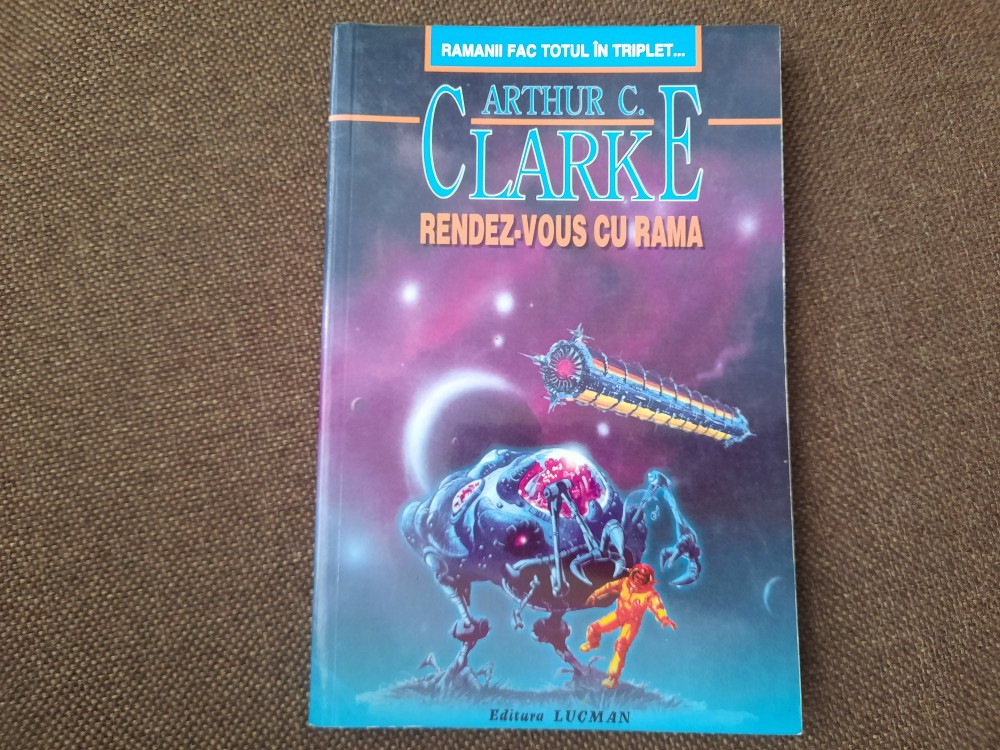 RAMANII FAC TOTUL ÎN TRIPLET...
ARTHUR C.
CLARKE
RENDEZ-VOUS CU RAMA
Editura LUCMAN